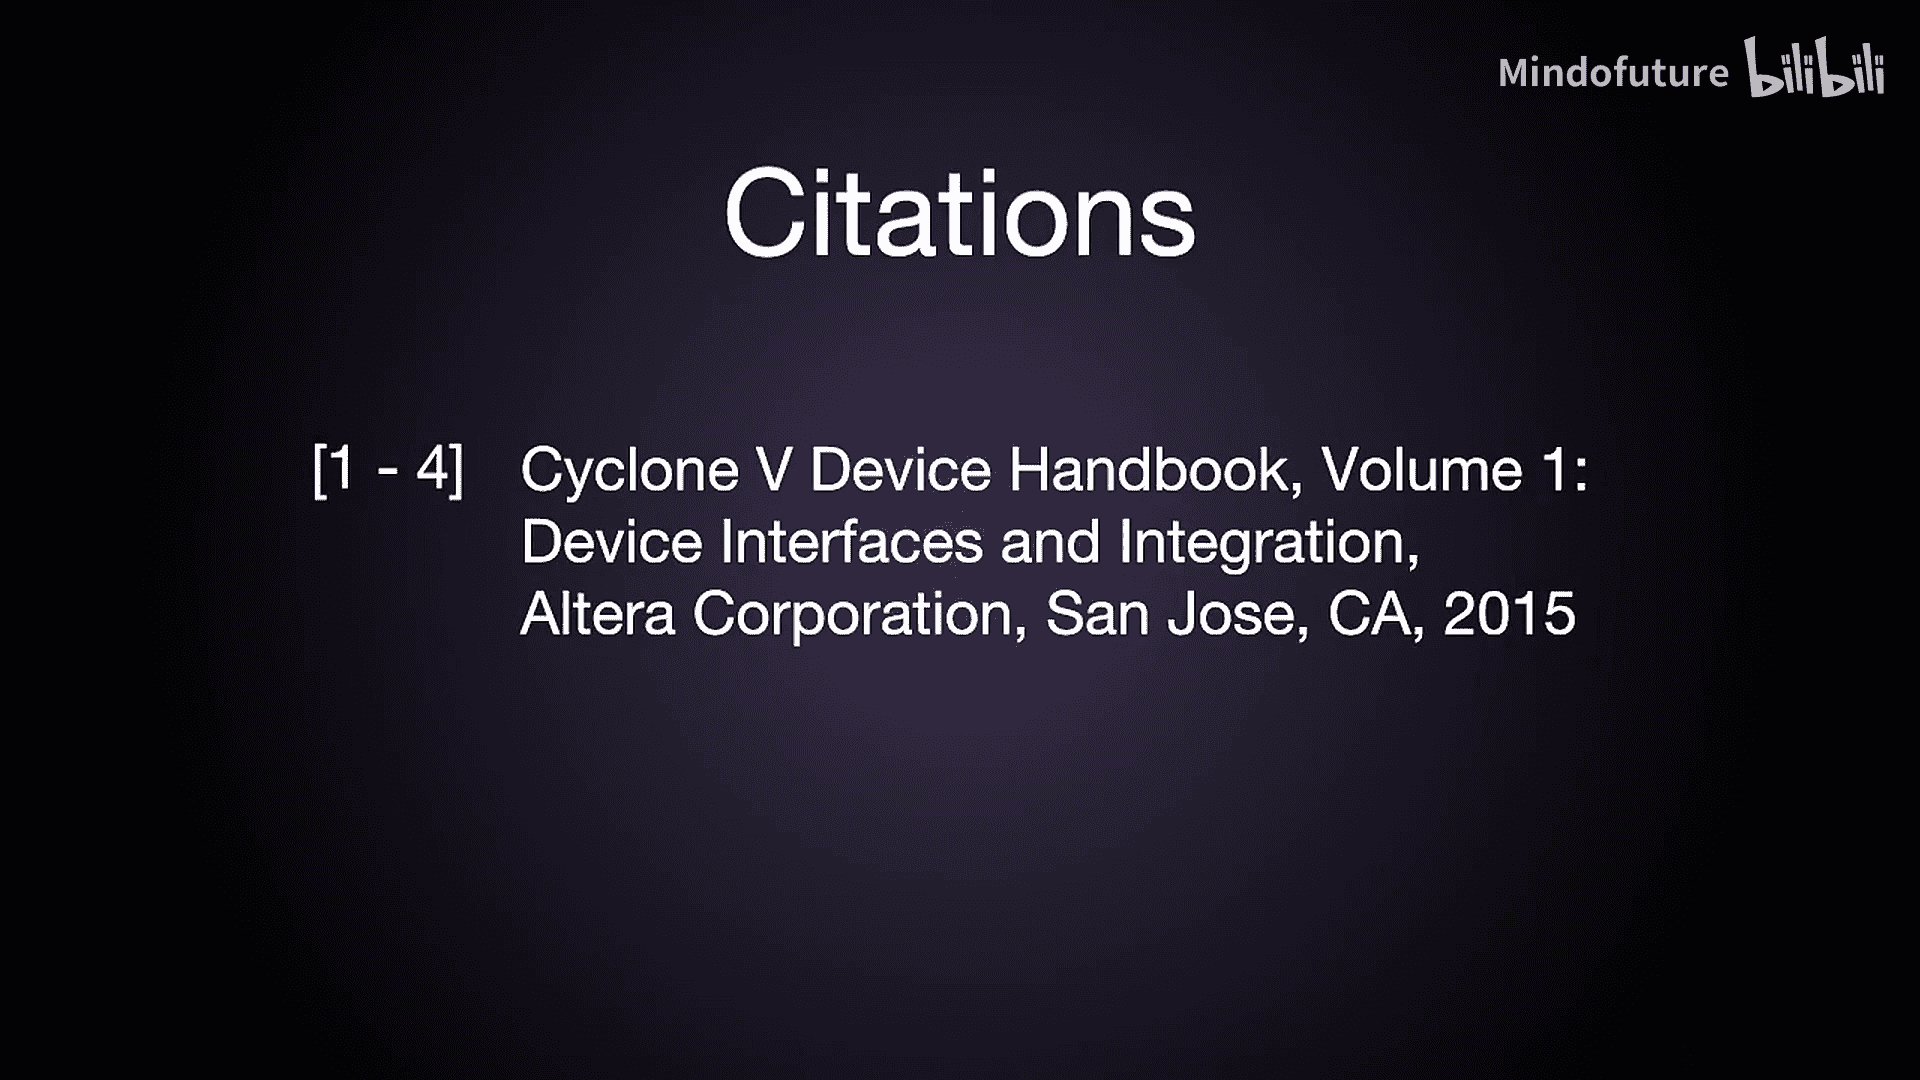 Mindofuture bilibili
Citations
[1 - 4] Cyclone V Device Handbook, Volume 1:
Device Interfaces and Integration,
Altera Corporation, San Jose, CA, 2015